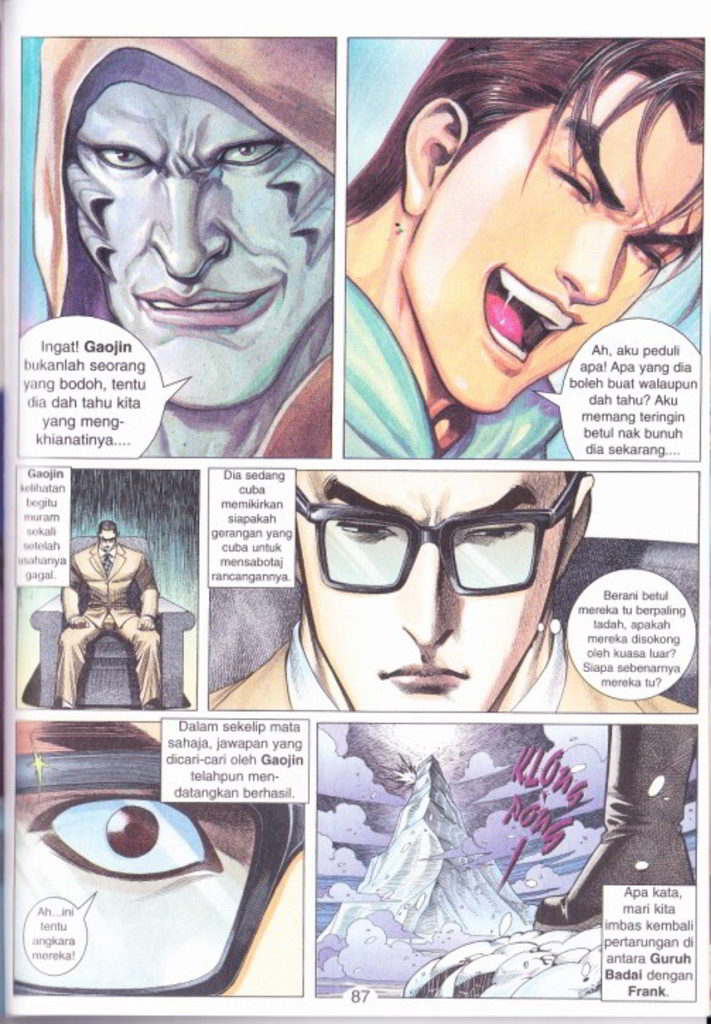 Ingat! Gaojin
bukanlah seorang
yang bodoh, tentu
dia dah tahu kita
yang meng-
khianatinya....
Ah, aku peduli
apa! Apa yang dia
boleh buat walaupun
dah tahu? Aku
memang teringin
betul nak bunuh
dia sekarang....
Gaojin
kelihatan
begitu
muram
sekali
setelah
usahanya
gagal.
Dia sedang
cuba
memikirkan
siapakah
gerangan yang
cuba untuk
mensabotaj
rancangannya.
Berani betul
mereka tu berpaling
tadah, apakah
mereka disokong
oleh kuasa luar?
Siapa sebenarnya
mereka tu?
Dalam sekelip mata
sahaja, jawapan yang
dicari-cari oleh Gaojin
telahpun men-
datangkan berhasil.
Ah...ini
tentu
angkara
mereka!
Apa kata,
mari kita
imbas kembali
pertarungan di
antara Guruh
Badai dengan
Frank.
87